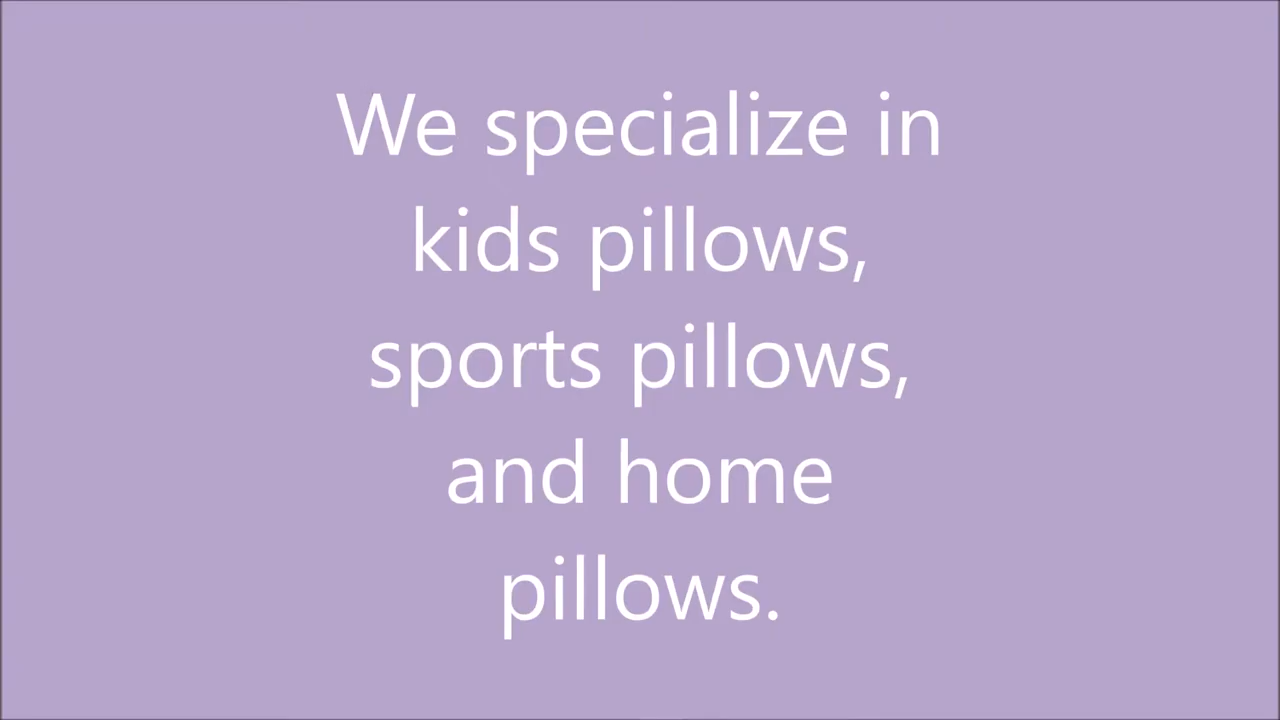 We specialize in
kids pillows,
sports pillows,
and home
pillows.